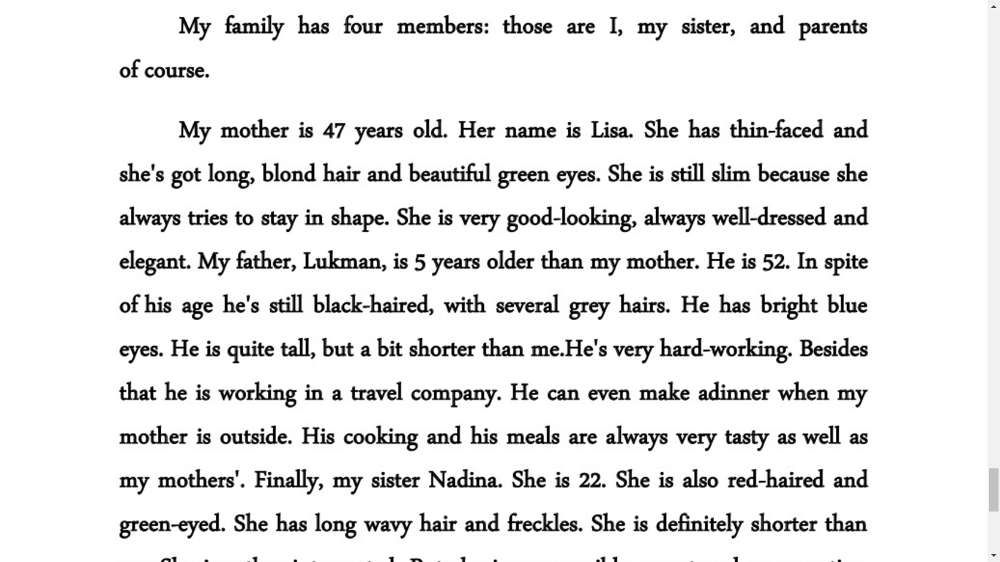 My family has four members: those are I, my sister, and parents
of course.
My mother is 47 years old. Her name is Lisa. She has thin-faced and
she's got long, blond hair and beautiful green eyes. She is still slim because she
always tries to stay in shape. She is very good-looking, always well-dressed and
elegant. My father, Lukman, is 5 years older than my mother. He is 52. In spite
of his age he's still black-haired, with several grey hairs. He has bright blue
eyes. He is quite tall, but a bit shorter than me.He's very hard-working. Besides
that he is working in a travel company. He can even make adinner when my
mother is outside. His cooking and his meals are always very tasty as well as
my mothers'. Finally, my sister Nadina. She is 22. She is also red-haired and
green-eyed. She has long wavy hair and freckles. She is definitely shorter than